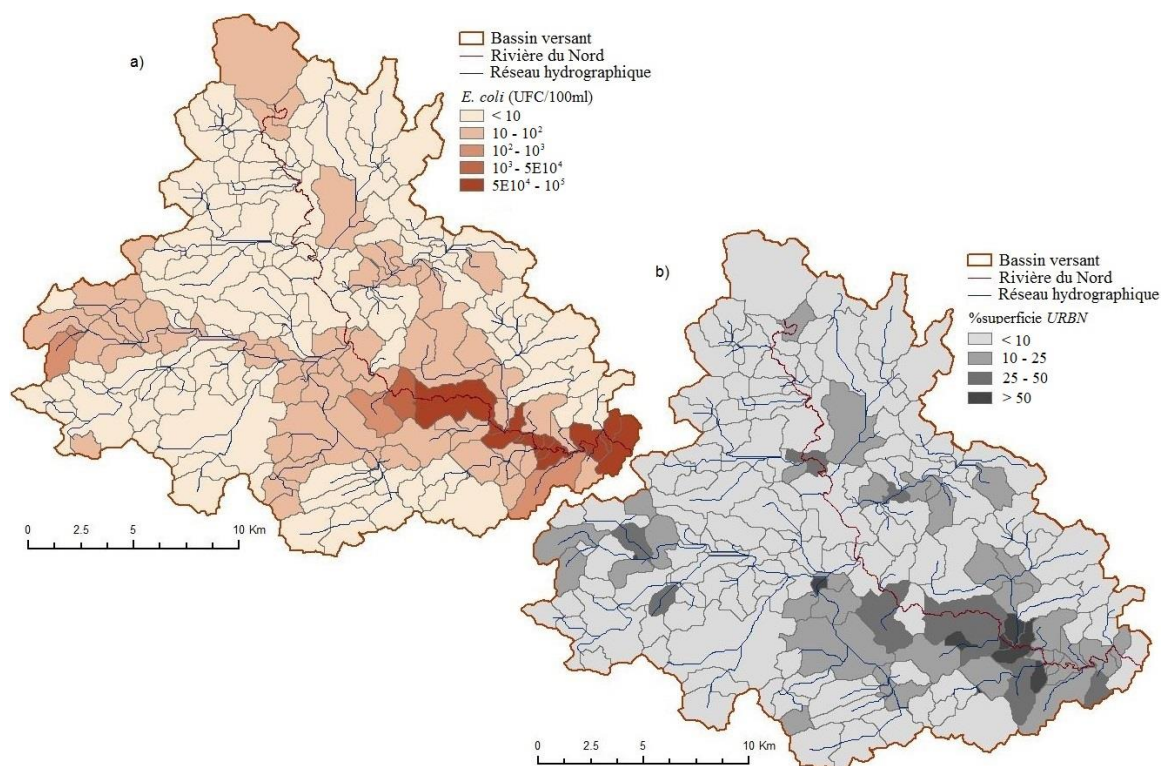 a)
Bassin versant
Rivière du Nord
Réseau hydrographique
E. coli (UFC/100ml)
< 10
10 - 10²
10² - 10³
10³ - 5E10⁴
5E10⁴ - 10⁵
0 2.5 5 10 Km
b)
Bassin versant
Rivière du Nord
Réseau hydrographique
%superficie URBN
< 10
10 - 25
25 - 50
> 50
0 2.5 5 10 Km